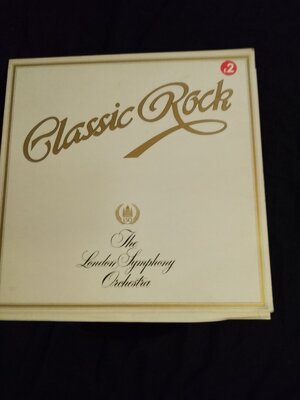 £2
Classic Rock
The
London Symphony
Orchestra